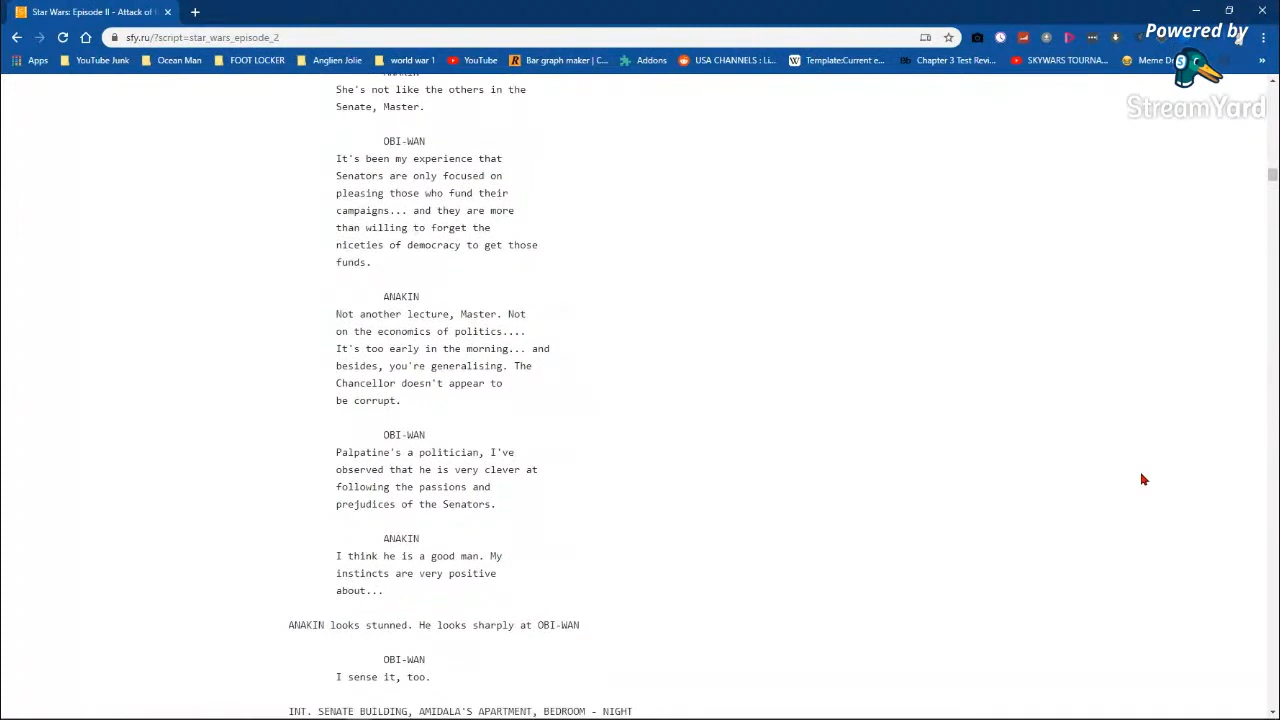 Star Wars: Episode II - Attack of
Powered by
sfy.ru/?script=star_wars_episode_2
Apps
YouTube Junk
Ocean Man
FOOT LOCKER
Anglien Jolie
world war 1
YouTube
Bar graph maker | C...
Addons
USA CHANNELS : Li...
Template:Current e...
Chapter 3 Test Revi...
SKYWARS TOURNA...
Meme De
»
StreamYard
ANAKIN
She's not like the others in the
Senate, Master.
OBI-WAN
It's been my experience that
Senators are only focused on
pleasing those who fund their
campaigns... and they are more
than willing to forget the
niceties of democracy to get those
funds.
ANAKIN
Not another lecture, Master. Not
on the economics of politics....
It's too early in the morning... and
besides, you're generalising. The
Chancellor doesn't appear to
be corrupt.
OBI-WAN
Palpatine's a politician, I've
observed that he is very clever at
following the passions and
prejudices of the Senators.
ANAKIN
I think he is a good man. My
instincts are very positive
about...
ANAKIN looks stunned. He looks sharply at OBI-WAN
OBI-WAN
I sense it, too.
INT. SENATE BUILDING, AMIDALA'S APARTMENT, BEDROOM - NIGHT